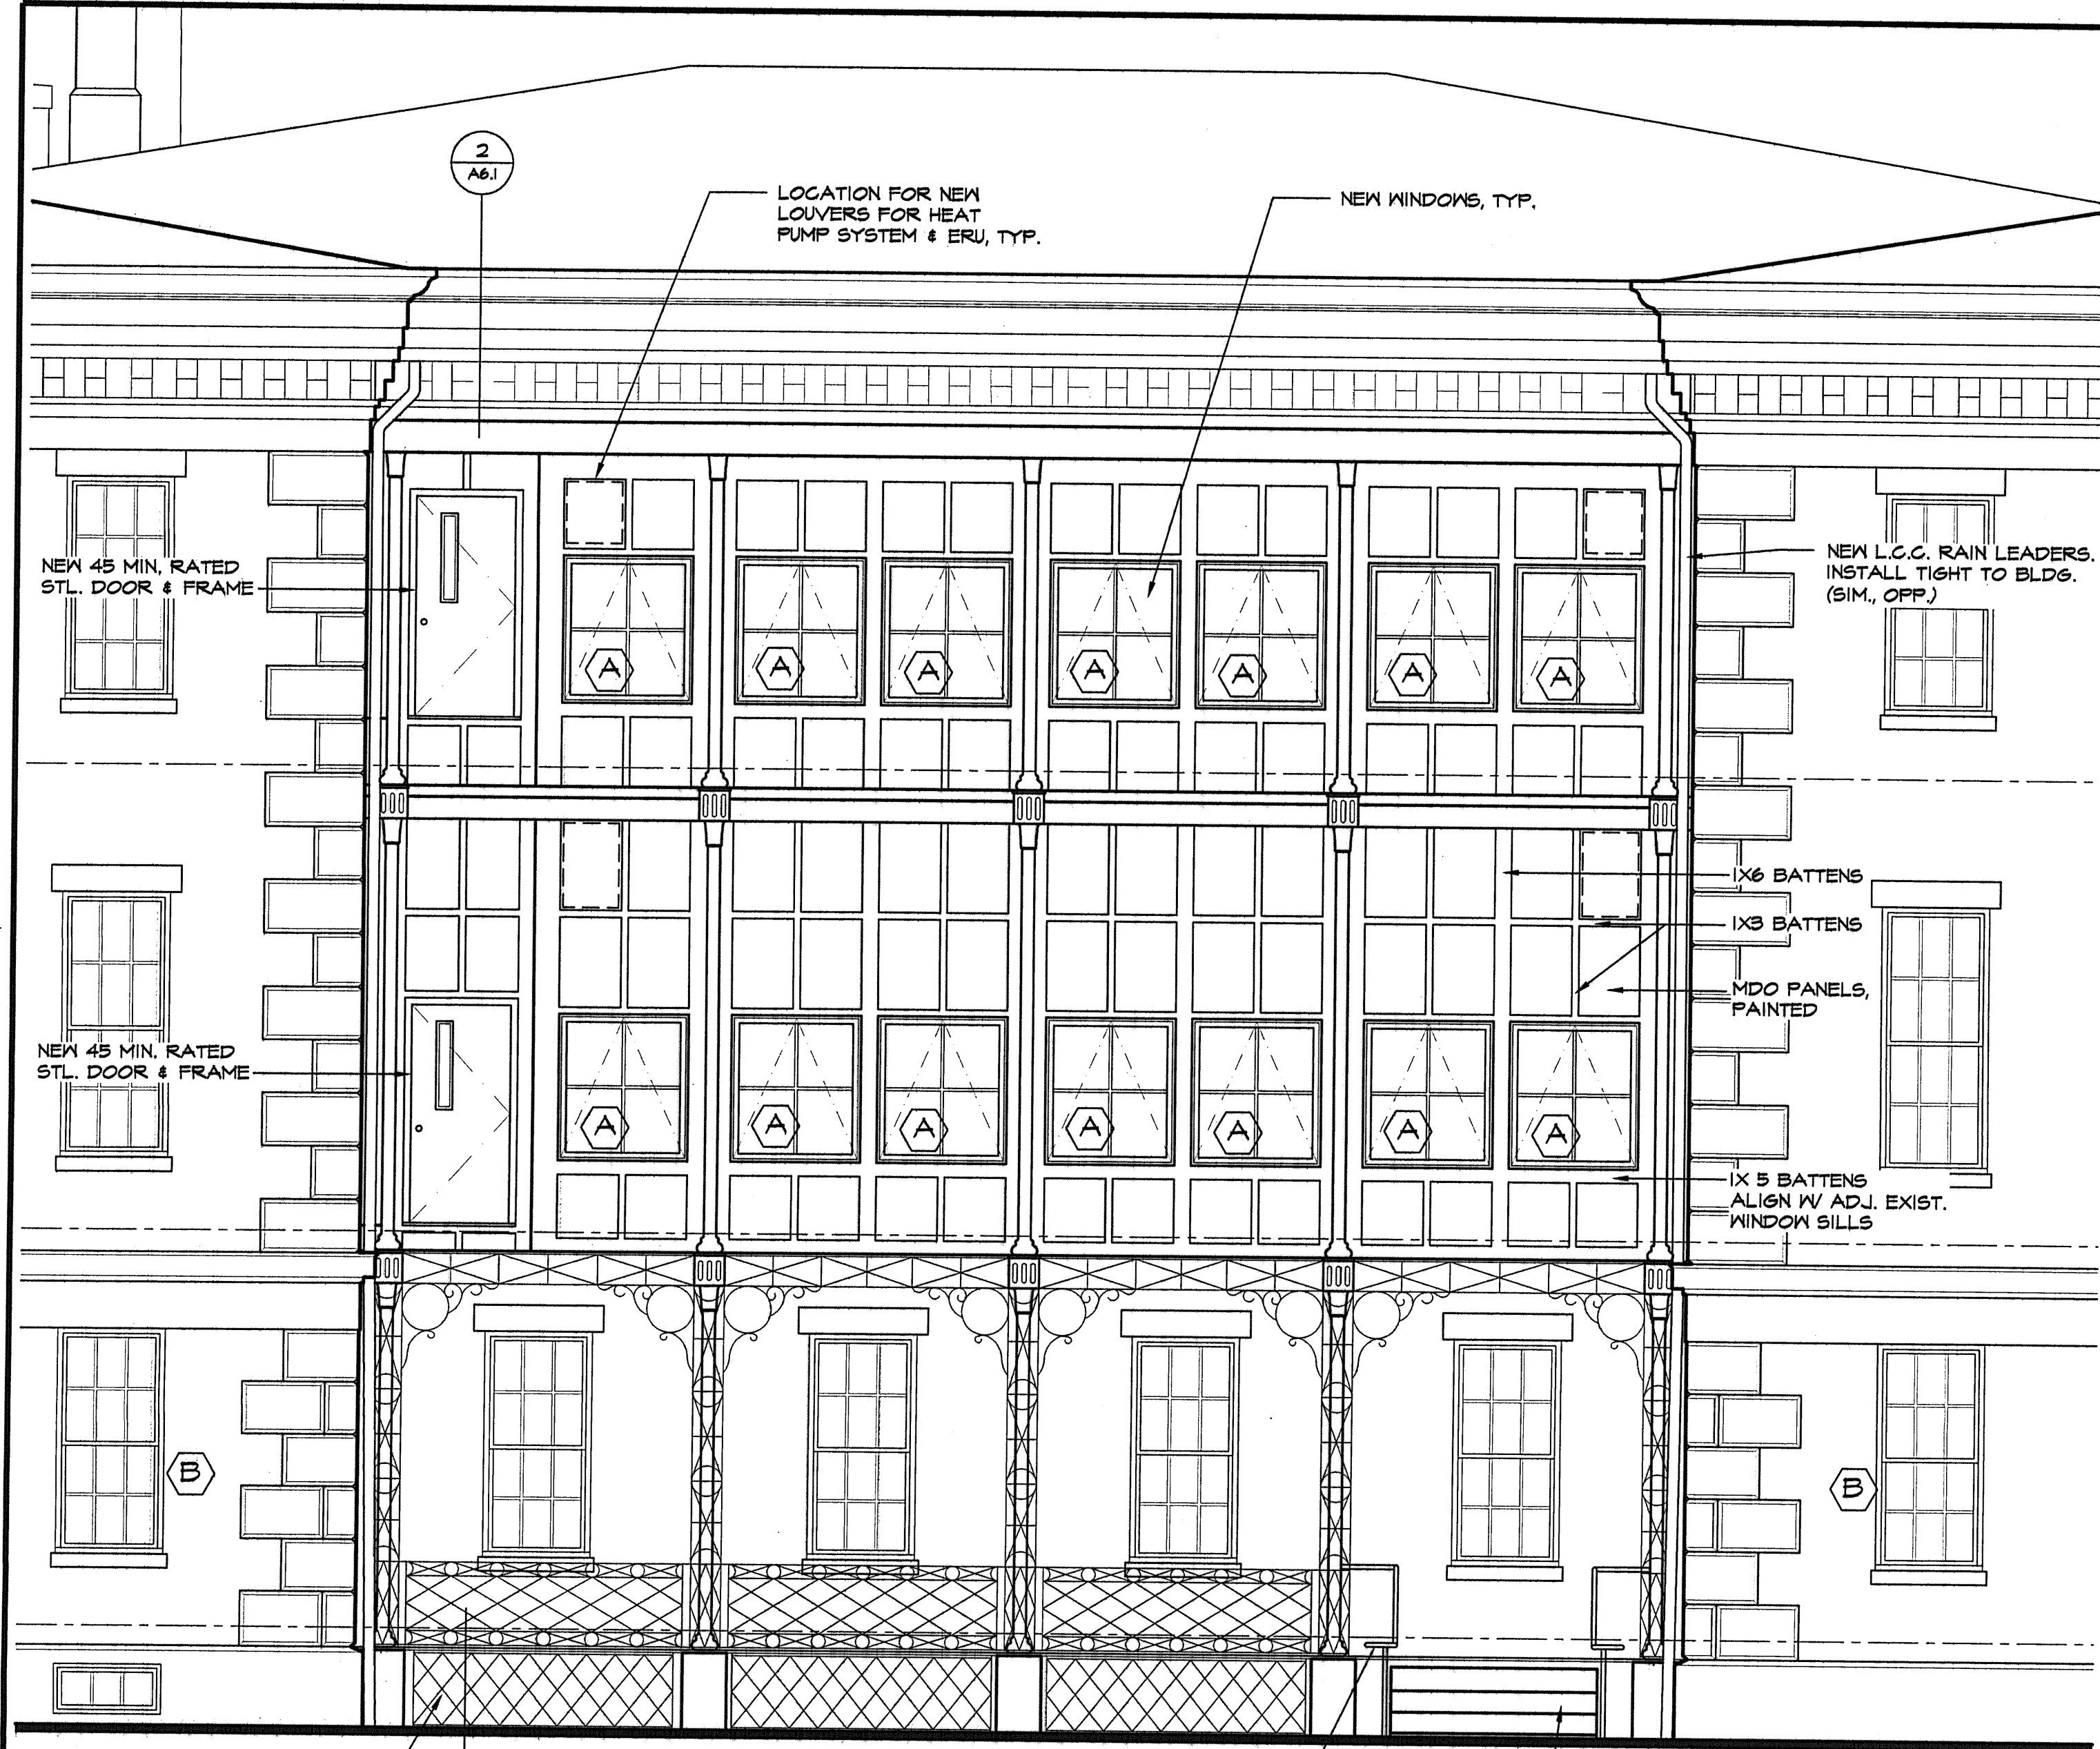 2
A6.1
LOCATION FOR NEW
LOUVERS FOR HEAT
PUMP SYSTEM & ERU, TYP.
NEW WINDOWS, TYP.
NEW 45 MIN. RATED
STL. DOOR & FRAME
NEW L.C.C. RAIN LEADERS.
INSTALL TIGHT TO BLDG.
(SIM., OPP.)
A A A A A A A
1X6 BATTENS
1X3 BATTENS
MDO PANELS,
PAINTED
NEW 45 MIN. RATED
STL. DOOR & FRAME
A A A A A A A
1X 5 BATTENS
ALIGN W/ ADJ. EXIST.
WINDOW SILLS
B
B